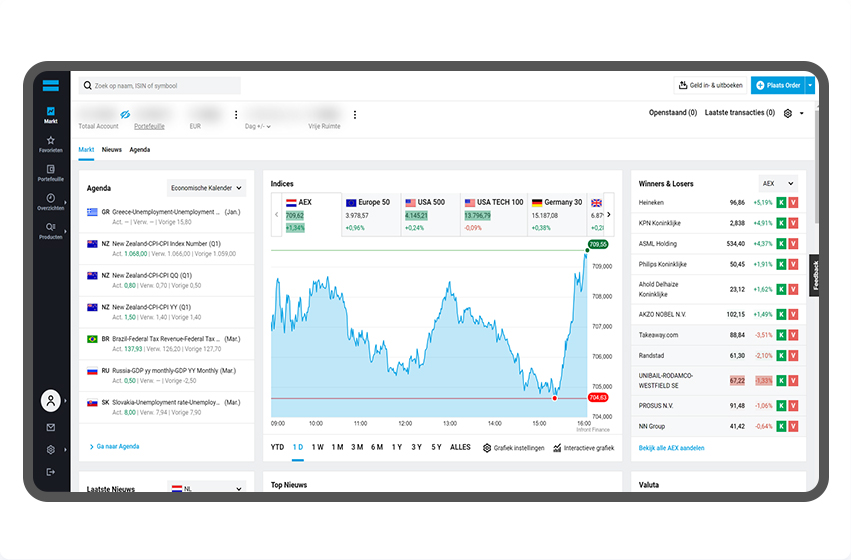 Zoek op naam, ISIN of symbool
Geld in- & uitboeken
Plaats Order
Markt
Favorieten
Portefeuille
Overzichten
Producten
Totaal Account
Portefeuille
EUR
Dag +/-
Vrije Ruimte
Openstaand (0)
Laatste transacties (0)
Markt Nieuws Agenda
Agenda
Economische Kalender
GR Greece-Unemployment-Unemployment ... (Jan.)
Act. — | Verw. — | Vorige 15,80
NZ New Zealand-CPI-CPI Index Number (Q1)
Act. 1.068,00 | Verw. 1.066,00 | Vorige 1.059,00
NZ New Zealand-CPI-CPI QQ (Q1)
Act. 0,80 | Verw. 0,70 | Vorige 0,50
NZ New Zealand-CPI-CPI YY (Q1)
Act. 1,50 | Verw. 1,40 | Vorige 1,40
BR Brazil-Federal Tax Revenue-Federal Tax ... (Mar.)
Act. 137,93 | Verw. 126,20 | Vorige 127,70
RU Russia-GDP yy monthly-GDP YY Monthly (Mar.)
Act. 0,50 | Verw. — | Vorige -2,50
SK Slovakia-Unemployment rate-Unemploy... (Mar.)
Act. 8,00 | Verw. 7,94 | Vorige 7,90
Ga naar Agenda
Indices
AEX
709,62
+1,34%
Europe 50
3.978,57
+0,96%
USA 500
4.145,21
+0,24%
USA TECH 100
13.796,79
-0,09%
Germany 30
15.187,08
+0,38%
709,55
709,000
708,000
707,000
706,000
705,000
704,63
704,000
09:00 10:00 11:00 12:00 13:00 14:00 15:00 16:00
Infront Finance
YTD 1 D 1 W 1 M 3 M 6 M 1 Y 3 Y 5 Y ALLES
Grafiek instellingen
Interactieve grafiek
Winners & Losers
AEX
Heineken 96,86 +5,19% K V
KPN Koninklijke 2,838 +4,91% K V
ASML Holding 534,40 +4,37% K V
Philips Koninklijke 50,45 +1,91% K V
Ahold Delhaize
Koninklijke 23,12 +1,62% K V
AKZO NOBEL N.V. 102,15 +1,49% K V
Takeaway.com 88,84 -3,51% K V
Randstad 61,30 -2,10% K V
UNIBAIL-RODAMCO-
WESTFIELD SE 67,22 -1,33% K V
PROSUS N.V. 91,48 -1,06% K V
NN Group 41,42 -0,64% K V
Bekijk alle AEX aandelen
Feedback
Laatste Nieuws
NL
Top Nieuws
Valuta